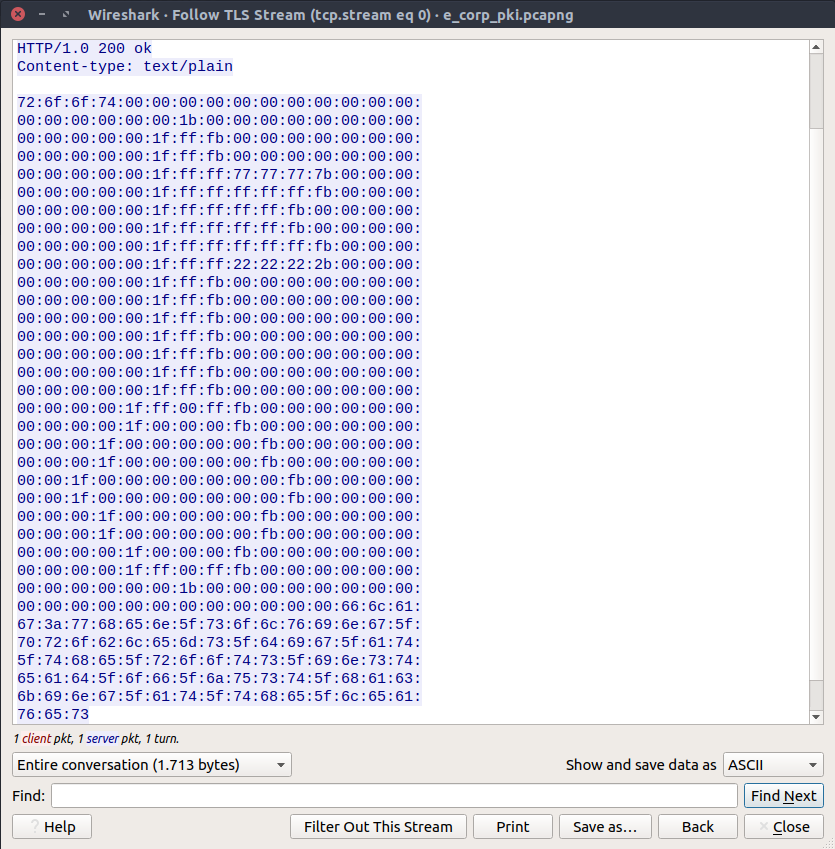 Wireshark · Follow TLS Stream (tcp.stream eq 0) · e_corp_pki.pcapng
HTTP/1.0 200 ok
Content-type: text/plain
72:6f:6f:74:00:00:00:00:00:00:00:00:00:00:00:
00:00:00:00:00:00:1b:00:00:00:00:00:00:00:00:
00:00:00:00:00:1f:ff:fb:00:00:00:00:00:00:00:
00:00:00:00:00:1f:ff:fb:00:00:00:00:00:00:00:
00:00:00:00:00:1f:ff:ff:77:77:77:7b:00:00:00:
00:00:00:00:00:1f:ff:ff:ff:ff:ff:fb:00:00:00:
00:00:00:00:00:1f:ff:ff:ff:ff:fb:00:00:00:00:
00:00:00:00:00:1f:ff:ff:ff:ff:fb:00:00:00:00:
00:00:00:00:00:1f:ff:ff:ff:ff:ff:fb:00:00:00:
00:00:00:00:00:1f:ff:ff:22:22:22:2b:00:00:00:
00:00:00:00:00:1f:ff:fb:00:00:00:00:00:00:00:
00:00:00:00:00:1f:ff:fb:00:00:00:00:00:00:00:
00:00:00:00:00:1f:ff:fb:00:00:00:00:00:00:00:
00:00:00:00:00:1f:ff:fb:00:00:00:00:00:00:00:
00:00:00:00:00:1f:ff:fb:00:00:00:00:00:00:00:
00:00:00:00:00:1f:ff:fb:00:00:00:00:00:00:00:
00:00:00:00:00:1f:ff:fb:00:00:00:00:00:00:00:
00:00:00:00:1f:ff:00:ff:fb:00:00:00:00:00:00:
00:00:00:00:1f:00:00:00:fb:00:00:00:00:00:00:
00:00:00:1f:00:00:00:00:00:fb:00:00:00:00:00:
00:00:00:1f:00:00:00:00:00:fb:00:00:00:00:00:
00:00:1f:00:00:00:00:00:00:00:fb:00:00:00:00:
00:00:1f:00:00:00:00:00:00:00:fb:00:00:00:00:
00:00:00:1f:00:00:00:00:00:fb:00:00:00:00:00:
00:00:00:1f:00:00:00:00:00:fb:00:00:00:00:00:
00:00:00:00:1f:00:00:00:fb:00:00:00:00:00:00:
00:00:00:00:1f:ff:00:ff:fb:00:00:00:00:00:00:
00:00:00:00:00:00:1b:00:00:00:00:00:00:00:00:
00:00:00:00:00:00:00:00:00:00:00:00:66:6c:61:
67:3a:77:68:65:6e:5f:73:6f:6c:76:69:6e:67:5f:
70:72:6f:62:6c:65:6d:73:5f:64:69:67:5f:61:74:
5f:74:68:65:5f:72:6f:6f:74:73:5f:69:6e:73:74:
65:61:64:5f:6f:66:5f:6a:75:73:74:5f:68:61:63:
6b:69:6e:67:5f:61:74:5f:74:68:65:5f:6c:65:61:
76:65:73
1 client pkt, 1 server pkt, 1 turn.
Entire conversation (1.713 bytes)
Show and save data as ASCII
Find:
Find Next
Help
Filter Out This Stream
Print
Save as…
Back
Close